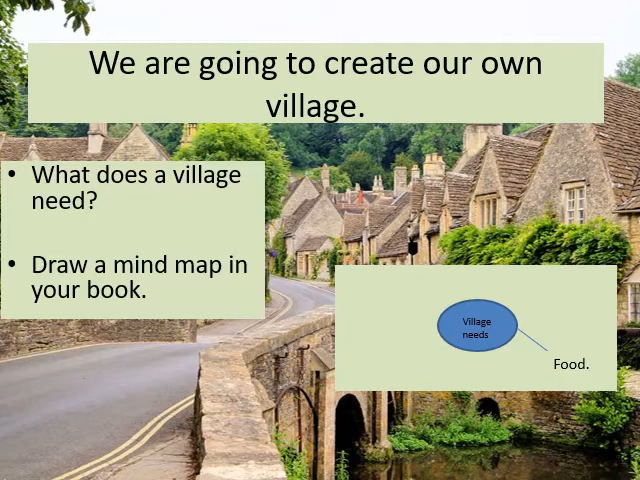 We are going to create our own
village.
• What does a village
need?
• Draw a mind map in
your book.
Village
needs
Food.